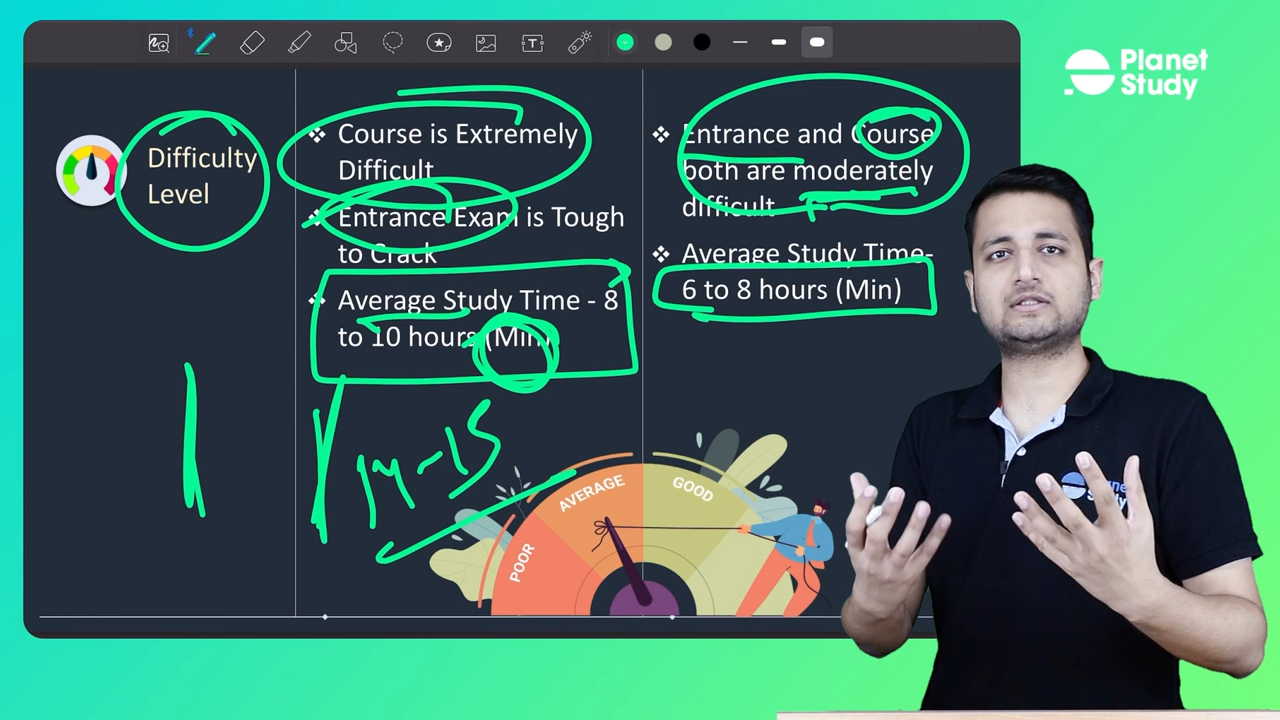 Planet
Study
Difficulty
Level
❖ Course is Extremely
Difficult
❖ Entrance Exam is Tough
to Crack
❖ Average Study Time - 8
to 10 hours (Min)
14-15
❖ Entrance and Course
both are moderately
difficult
❖ Average Study Time-
6 to 8 hours (Min)
POOR
AVERAGE
GOOD
Planet
Study